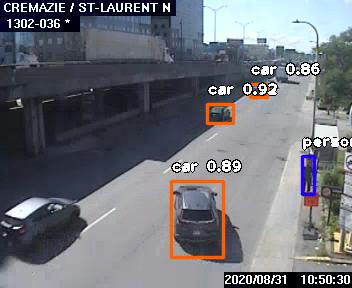 CREMAZIE / ST-LAURENT N
1302-036 *
car 0.86
car 0.92
person
car 0.89
2020/08/31 10:50:30